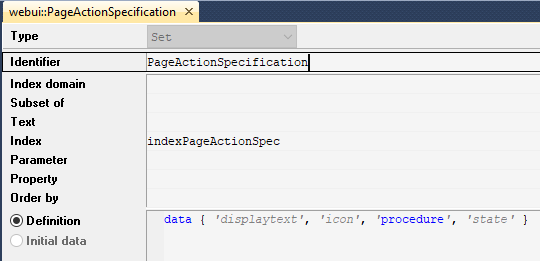 webui::PageActionSpecification ×
Type Set
Identifier PageActionSpecification
Index domain
Subset of
Text
Index indexPageActionSpec
Parameter
Property
Order by
Definition data { 'displaytext', 'icon', 'procedure', 'state' }
Initial data